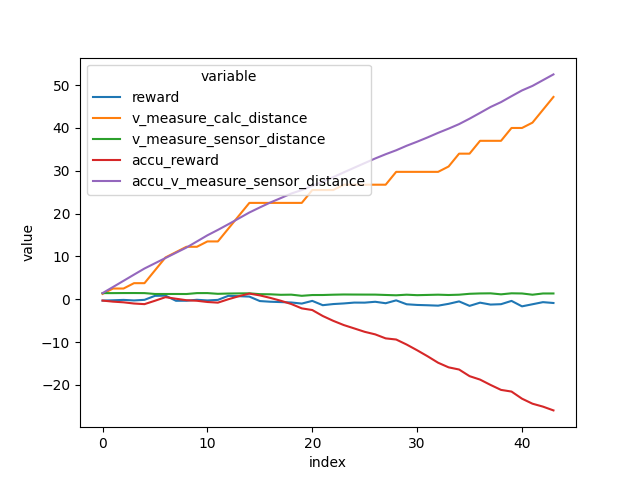 variable
reward
v_measure_calc_distance
v_measure_sensor_distance
accu_reward
accu_v_measure_sensor_distance
50
40
30
20
10
0
−10
−20
value
0 10 20 30 40
index